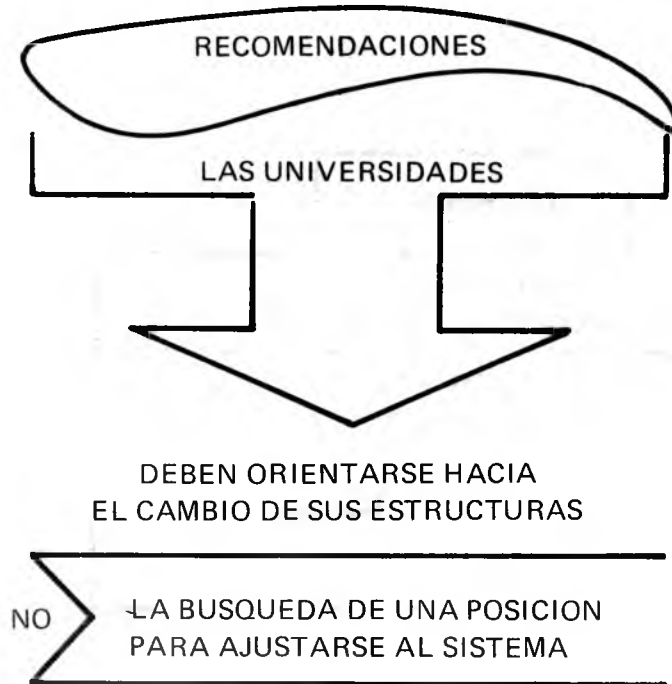 RECOMENDACIONES
LAS UNIVERSIDADES
DEBEN ORIENTARSE HACIA
EL CAMBIO DE SUS ESTRUCTURAS
NO LA BUSQUEDA DE UNA POSICION
PARA AJUSTARSE AL SISTEMA